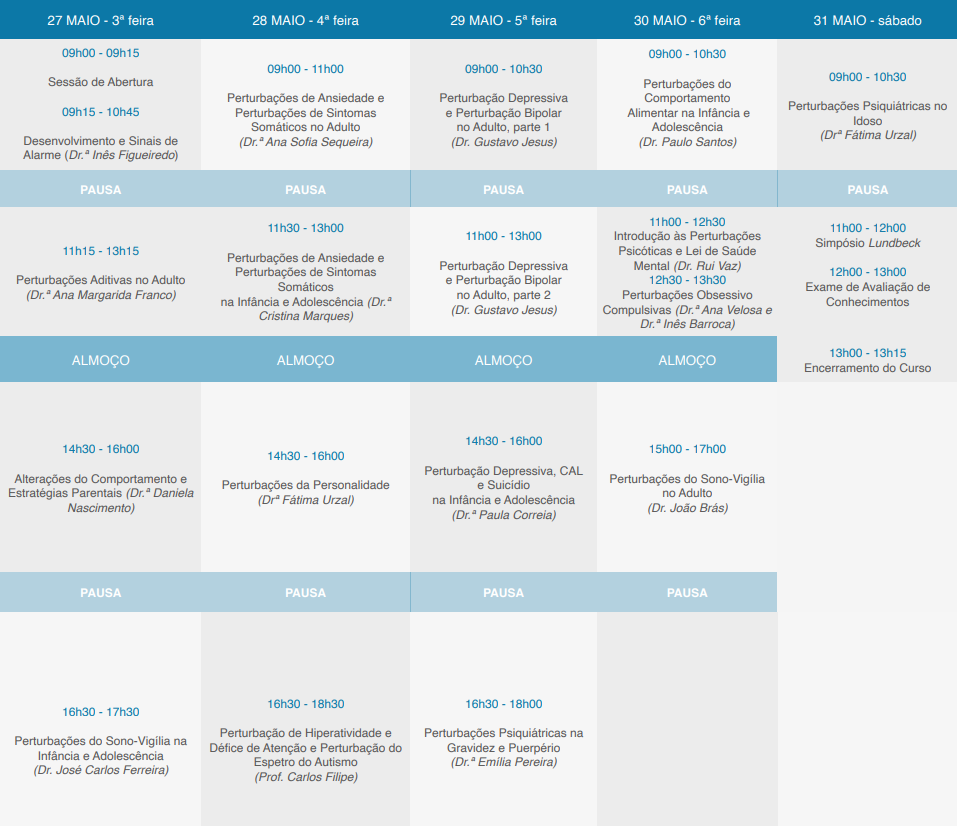 27 MAIO - 3ª feira
28 MAIO - 4ª feira
29 MAIO - 5ª feira
30 MAIO - 6ª feira
31 MAIO - sábado
09h00 - 09h15
Sessão de Abertura
09h15 - 10h45
Desenvolvimento e Sinais de
Alarme (Dr.ª Inês Figueiredo)
09h00 - 11h00
Perturbações de Ansiedade e
Perturbações de Sintomas
Somáticos no Adulto
(Dr.ª Ana Sofia Sequeira)
09h00 - 10h30
Perturbação Depressiva
e Perturbação Bipolar
no Adulto, parte 1
(Dr. Gustavo Jesus)
09h00 - 10h30
Perturbações do
Comportamento
Alimentar na Infância e
Adolescência
(Dr. Paulo Santos)
09h00 - 10h30
Perturbações Psiquiátricas no
Idoso
(Drª Fátima Urzal)
PAUSA
PAUSA
PAUSA
PAUSA
PAUSA
11h15 - 13h15
Perturbações Aditivas no Adulto
(Dr.ª Ana Margarida Franco)
11h30 - 13h00
Perturbações de Ansiedade e
Perturbações de Sintomas
Somáticos
na Infância e Adolescência (Dr.ª
Cristina Marques)
11h00 - 13h00
Perturbação Depressiva
e Perturbação Bipolar
no Adulto, parte 2
(Dr. Gustavo Jesus)
11h00 - 12h30
Introdução às Perturbações
Psicóticas e Lei de Saúde
Mental (Dr. Rui Vaz)
12h30 - 13h30
Perturbações Obsessivo
Compulsivas (Dr.ª Ana Velosa e
Dr.ª Inês Barroca)
11h00 - 12h00
Simpósio Lundbeck
12h00 - 13h00
Exame de Avaliação de
Conhecimentos
13h00 - 13h15
Encerramento do Curso
ALMOÇO
ALMOÇO
ALMOÇO
ALMOÇO
14h30 - 16h00
Alterações do Comportamento e
Estratégias Parentais (Dr.ª Daniela
Nascimento)
14h30 - 16h00
Perturbações da Personalidade
(Drª Fátima Urzal)
14h30 - 16h00
Perturbação Depressiva, CAL
e Suicídio
na Infância e Adolescência
(Dr.ª Paula Correia)
15h00 - 17h00
Perturbações do Sono-Vigília
no Adulto
(Dr. João Brás)
PAUSA
PAUSA
PAUSA
PAUSA
16h30 - 17h30
Perturbações do Sono-Vigília na
Infância e Adolescência
(Dr. José Carlos Ferreira)
16h30 - 18h30
Perturbação de Hiperatividade e
Défice de Atenção e Perturbação do
Espetro do Autismo
(Prof. Carlos Filipe)
16h30 - 18h00
Perturbações Psiquiátricas na
Gravidez e Puerpério
(Dr.ª Emília Pereira)